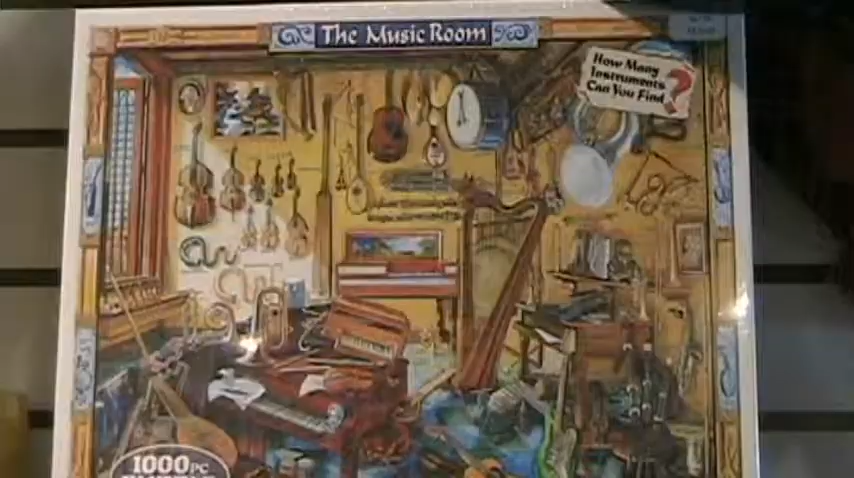 The Music Room
How Many
Instruments
Can You Find
?
1000PC